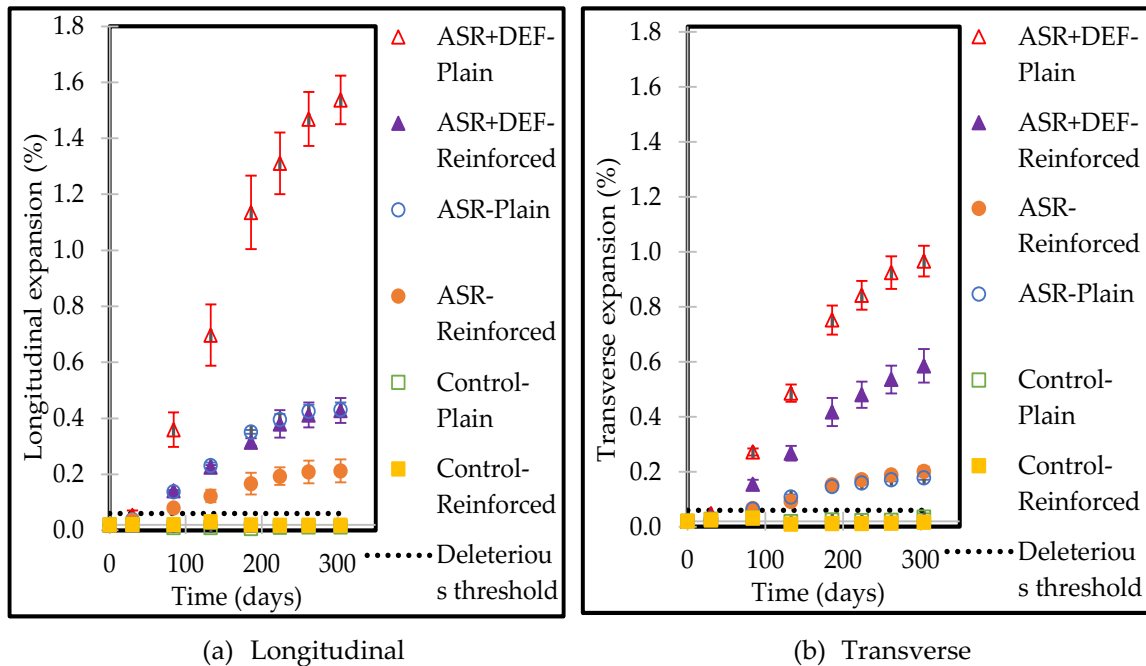 Longitudinal expansion (%)
1.8
1.6
1.4
1.2
1.0
0.8
0.6
0.4
0.2
0.0
0
100
200
300
Time (days)
ASR+DEF-
Plain
ASR+DEF-
Reinforced
ASR-Plain
ASR-
Reinforced
Control-
Plain
Control-
Reinforced
Deleteriou
s threshold
(a) Longitudinal
Transverse expansion (%)
1.8
1.6
1.4
1.2
1.0
0.8
0.6
0.4
0.2
0.0
0
100
200
300
Time (days)
ASR+DEF-
Plain
ASR+DEF-
Reinforced
ASR-
Reinforced
ASR-Plain
Control-
Plain
Control-
Reinforced
Deleteriou
s threshold
(b) Transverse